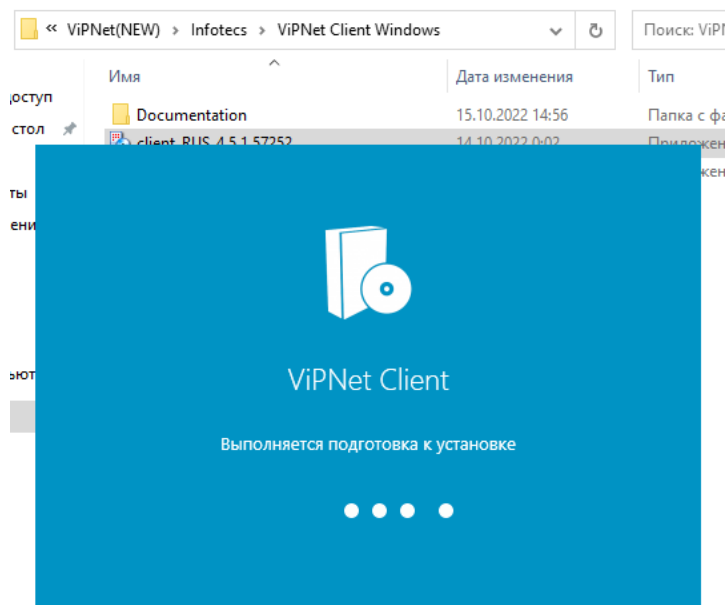 « ViPNet(NEW) > Infotecs > ViPNet Client Windows
Поиск: ViPN
Имя Дата изменения Тип
доступ
Documentation 15.10.2022 14:56 Папка с фа
стол
client_RUS_4.5.1.57252 14.10.2022 0:02 Приложен
жен
ты
ени
ьют
ViPNet Client
Выполняется подготовка к установке